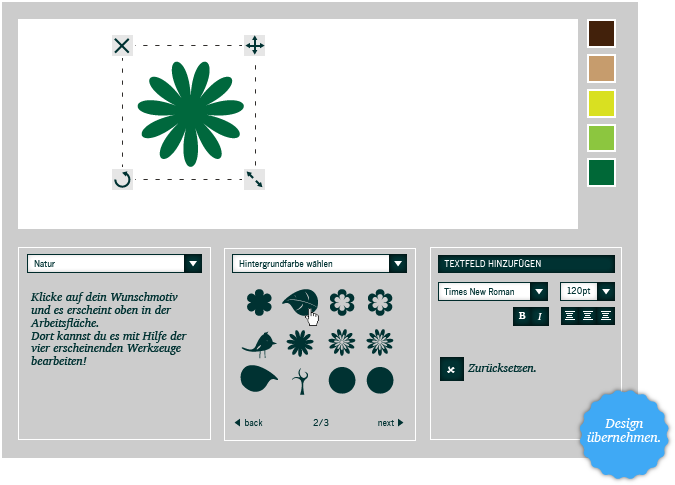 Natur
Klicke auf dein Wunschmotiv
und es erscheint oben in der
Arbeitsfläche.
Dort kannst du es mit Hilfe der
vier erscheinenden Werkzeuge
bearbeiten!
Hintergrundfarbe wählen
back 2/3 next
TEXTFELD HINZUFÜGEN
Times New Roman 120pt
B I
Zurücksetzen.
Design
übernehmen.